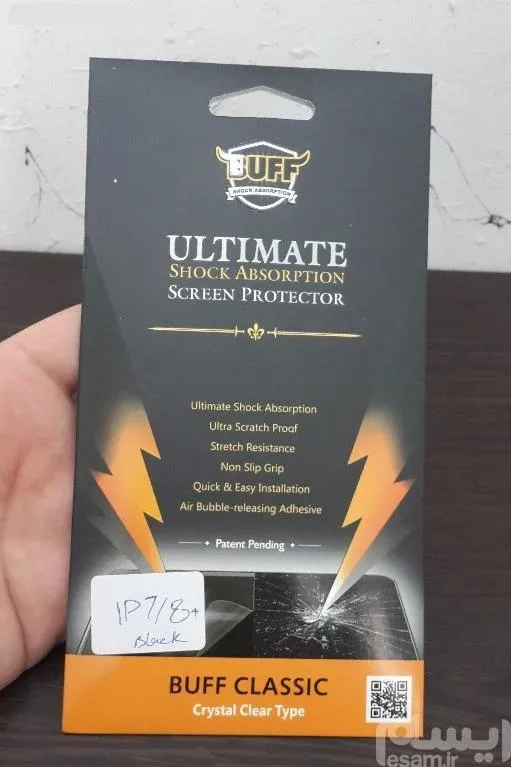 BUFF
SHOCK ABSORPTION
ULTIMATE
SHOCK ABSORPTION
SCREEN PROTECTOR
Ultimate Shock Absorption
Ultra Scratch Proof
Stretch Resistance
Non Slip Grip
Quick & Easy Installation
Air Bubble-releasing Adhesive
Patent Pending
IP7/8+
Black
BUFF CLASSIC
Crystal Clear Type
ایسام
esam.ir